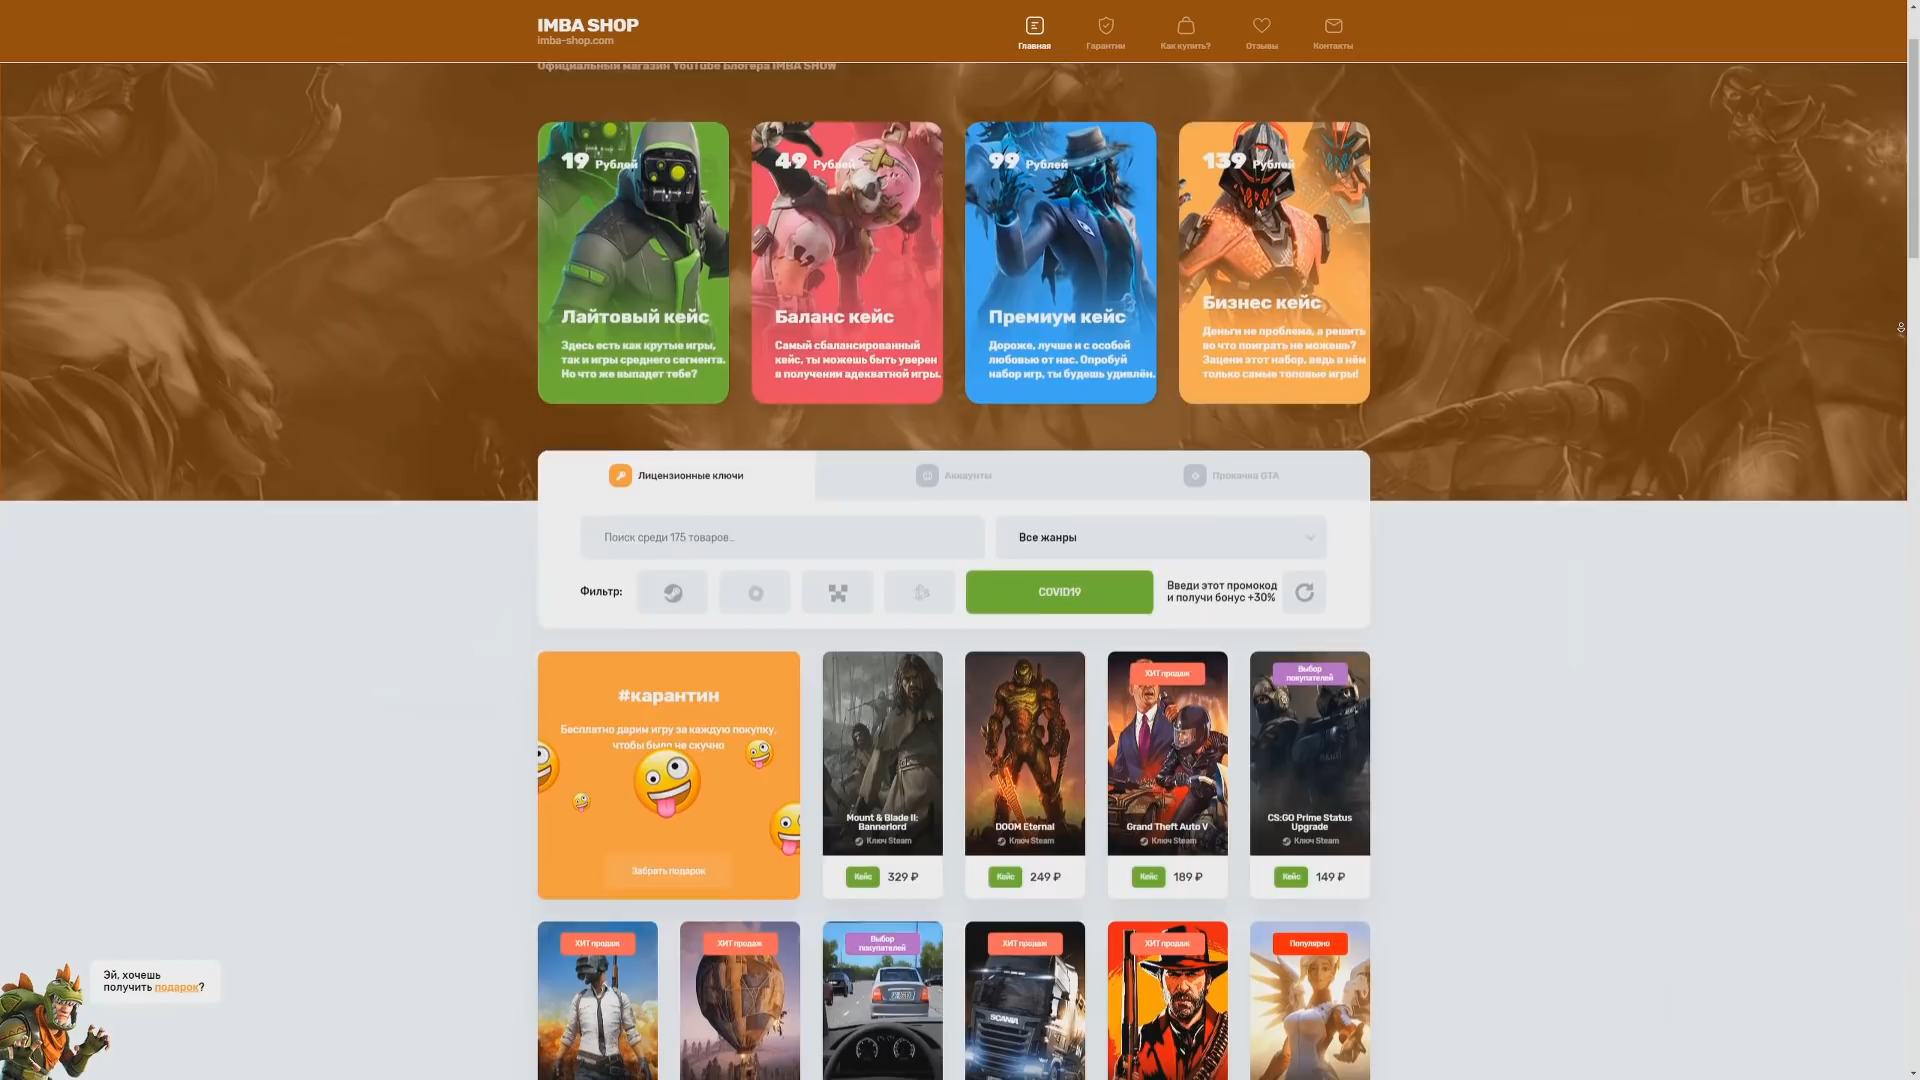 IMBA SHOP
imba-shop.com
Главная
Гарантии
Как купить?
Отзывы
Контакты
Официальный магазин YouTube Блогера IMBA SHOW
19 Рублей
Лайтовый кейс
Здесь есть как крутые игры,
так и игры среднего сегмента.
Но что же выпадет тебе?
49 Рублей
Баланс кейс
Самый сбалансированный
кейс, ты можешь быть уверен
в получении адекватной игры.
99 Рублей
Премиум кейс
Дороже, лучше и с особой
любовью от нас. Опробуй
набор игр, ты будешь удивлён.
139 Рублей
Бизнес кейс
Деньги не проблема, а решить
во что поиграть не можешь?
Зацени этот набор, ведь в нём
только самые топовые игры!
Лицензионные ключи
Аккаунты
Прокачка GTA
Поиск среди 175 товаров...
Все жанры
Фильтр:
COVID19
Введи этот промокод
и получи бонус +30%
#карантин
Бесплатно дарим игру за каждую покупку,
чтобы было не скучно
Забрать подарок
Mount & Blade II:
Bannerlord
Ключ Steam
Кейс 329 ₽
DOOM Eternal
Ключ Steam
Кейс 249 ₽
ХИТ продаж
Grand Theft Auto V
Ключ Steam
Кейс 189 ₽
Выбор
покупателей
CS:GO Prime Status
Upgrade
Ключ Steam
Кейс 149 ₽
ХИТ продаж
ХИТ продаж
Выбор
покупателей
ХИТ продаж
SCANIA
ХИТ продаж
Популярно
Эй, хочешь
получить подарок?